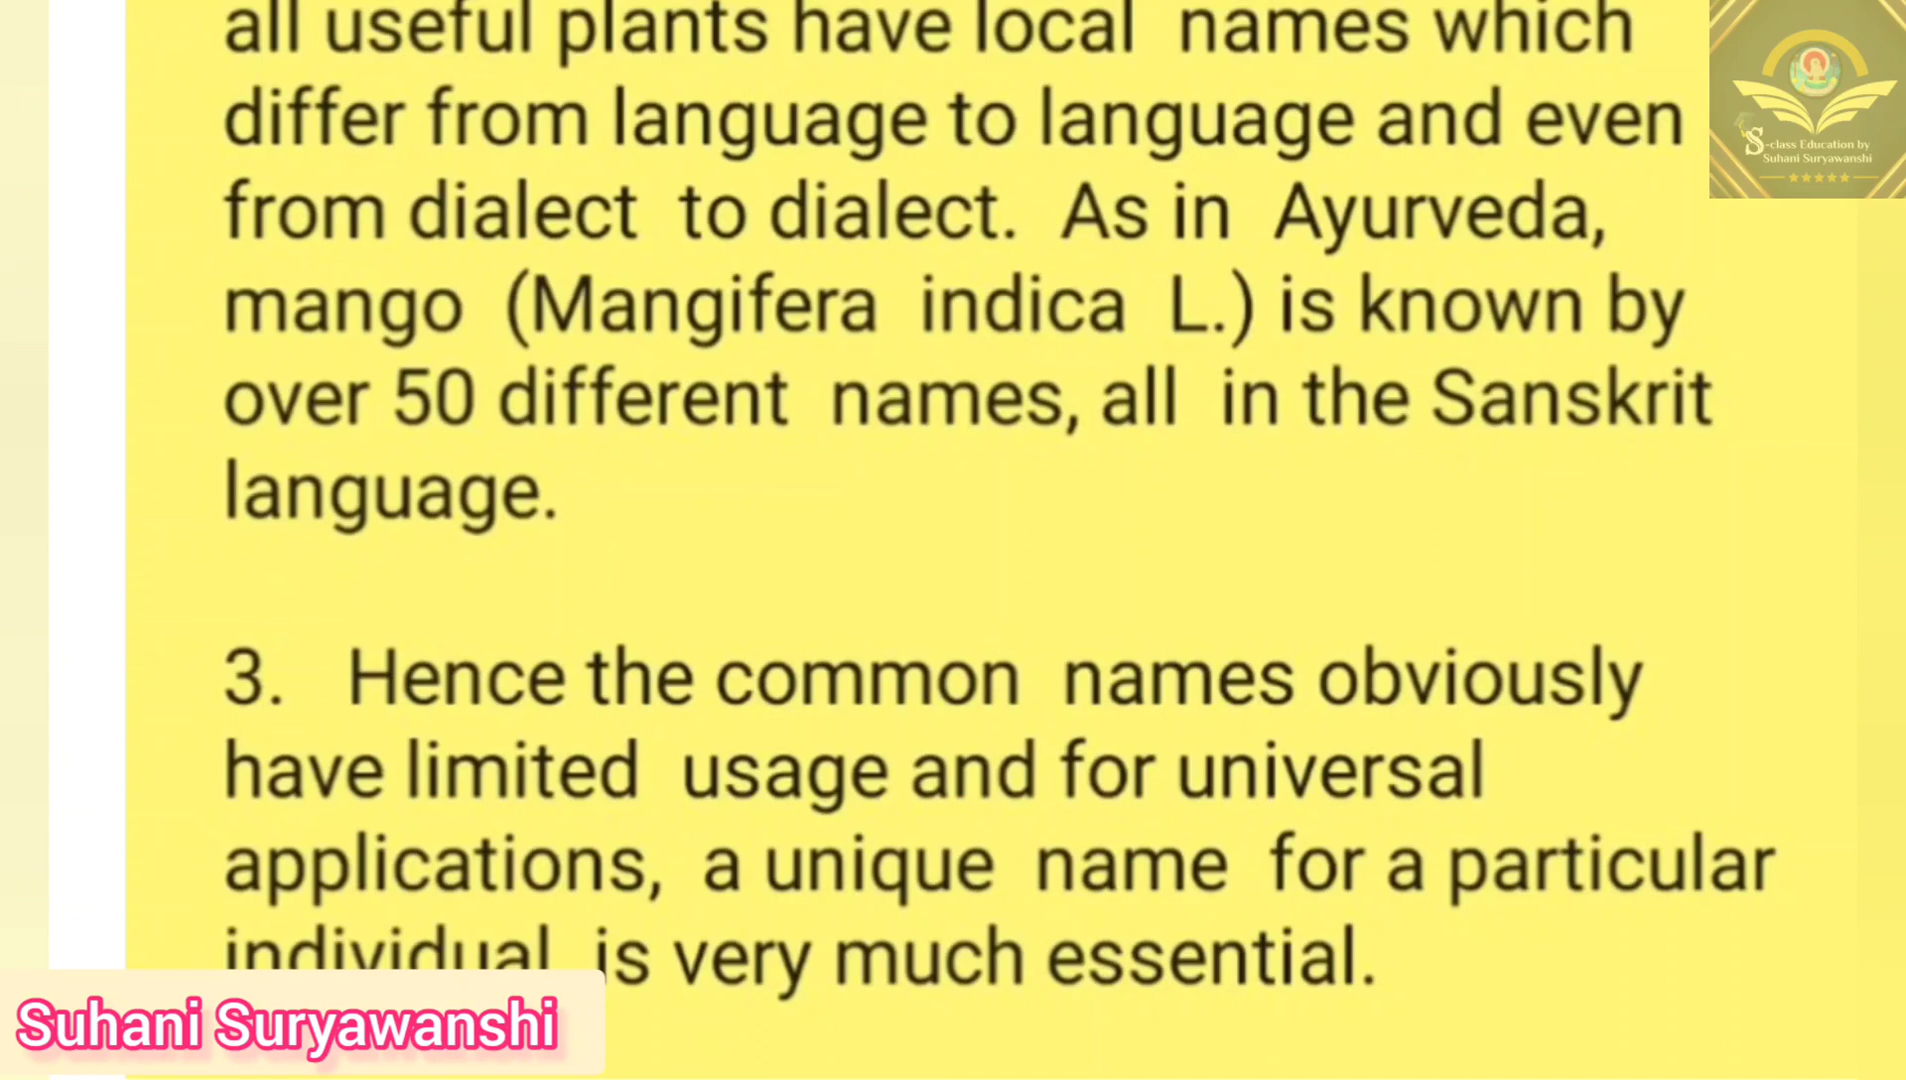 all useful plants have local names which
differ from language to language and even
from dialect to dialect. As in Ayurveda,
mango (Mangifera indica L.) is known by
over 50 different names, all in the Sanskrit
language.
3. Hence the common names obviously
have limited usage and for universal
applications, a unique name for a particular
individual is very much essential.
S-class Education by
Suhani Suryawanshi
Suhani Suryawanshi